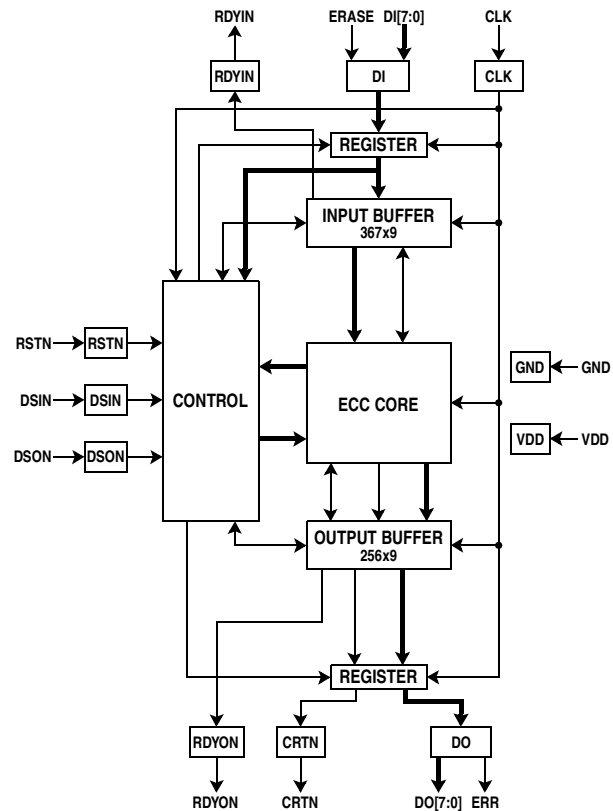 RDYIN
ERASE DI[7:0]
CLK
RDYIN
DI
CLK
REGISTER
INPUT BUFFER
367x9
RSTN
RSTN
DSIN
DSIN
DSON
DSON
CONTROL
ECC CORE
GND
GND
VDD
VDD
OUTPUT BUFFER
256x9
REGISTER
RDYON
CRTN
DO
RDYON
CRTN
DO[7:0] ERR